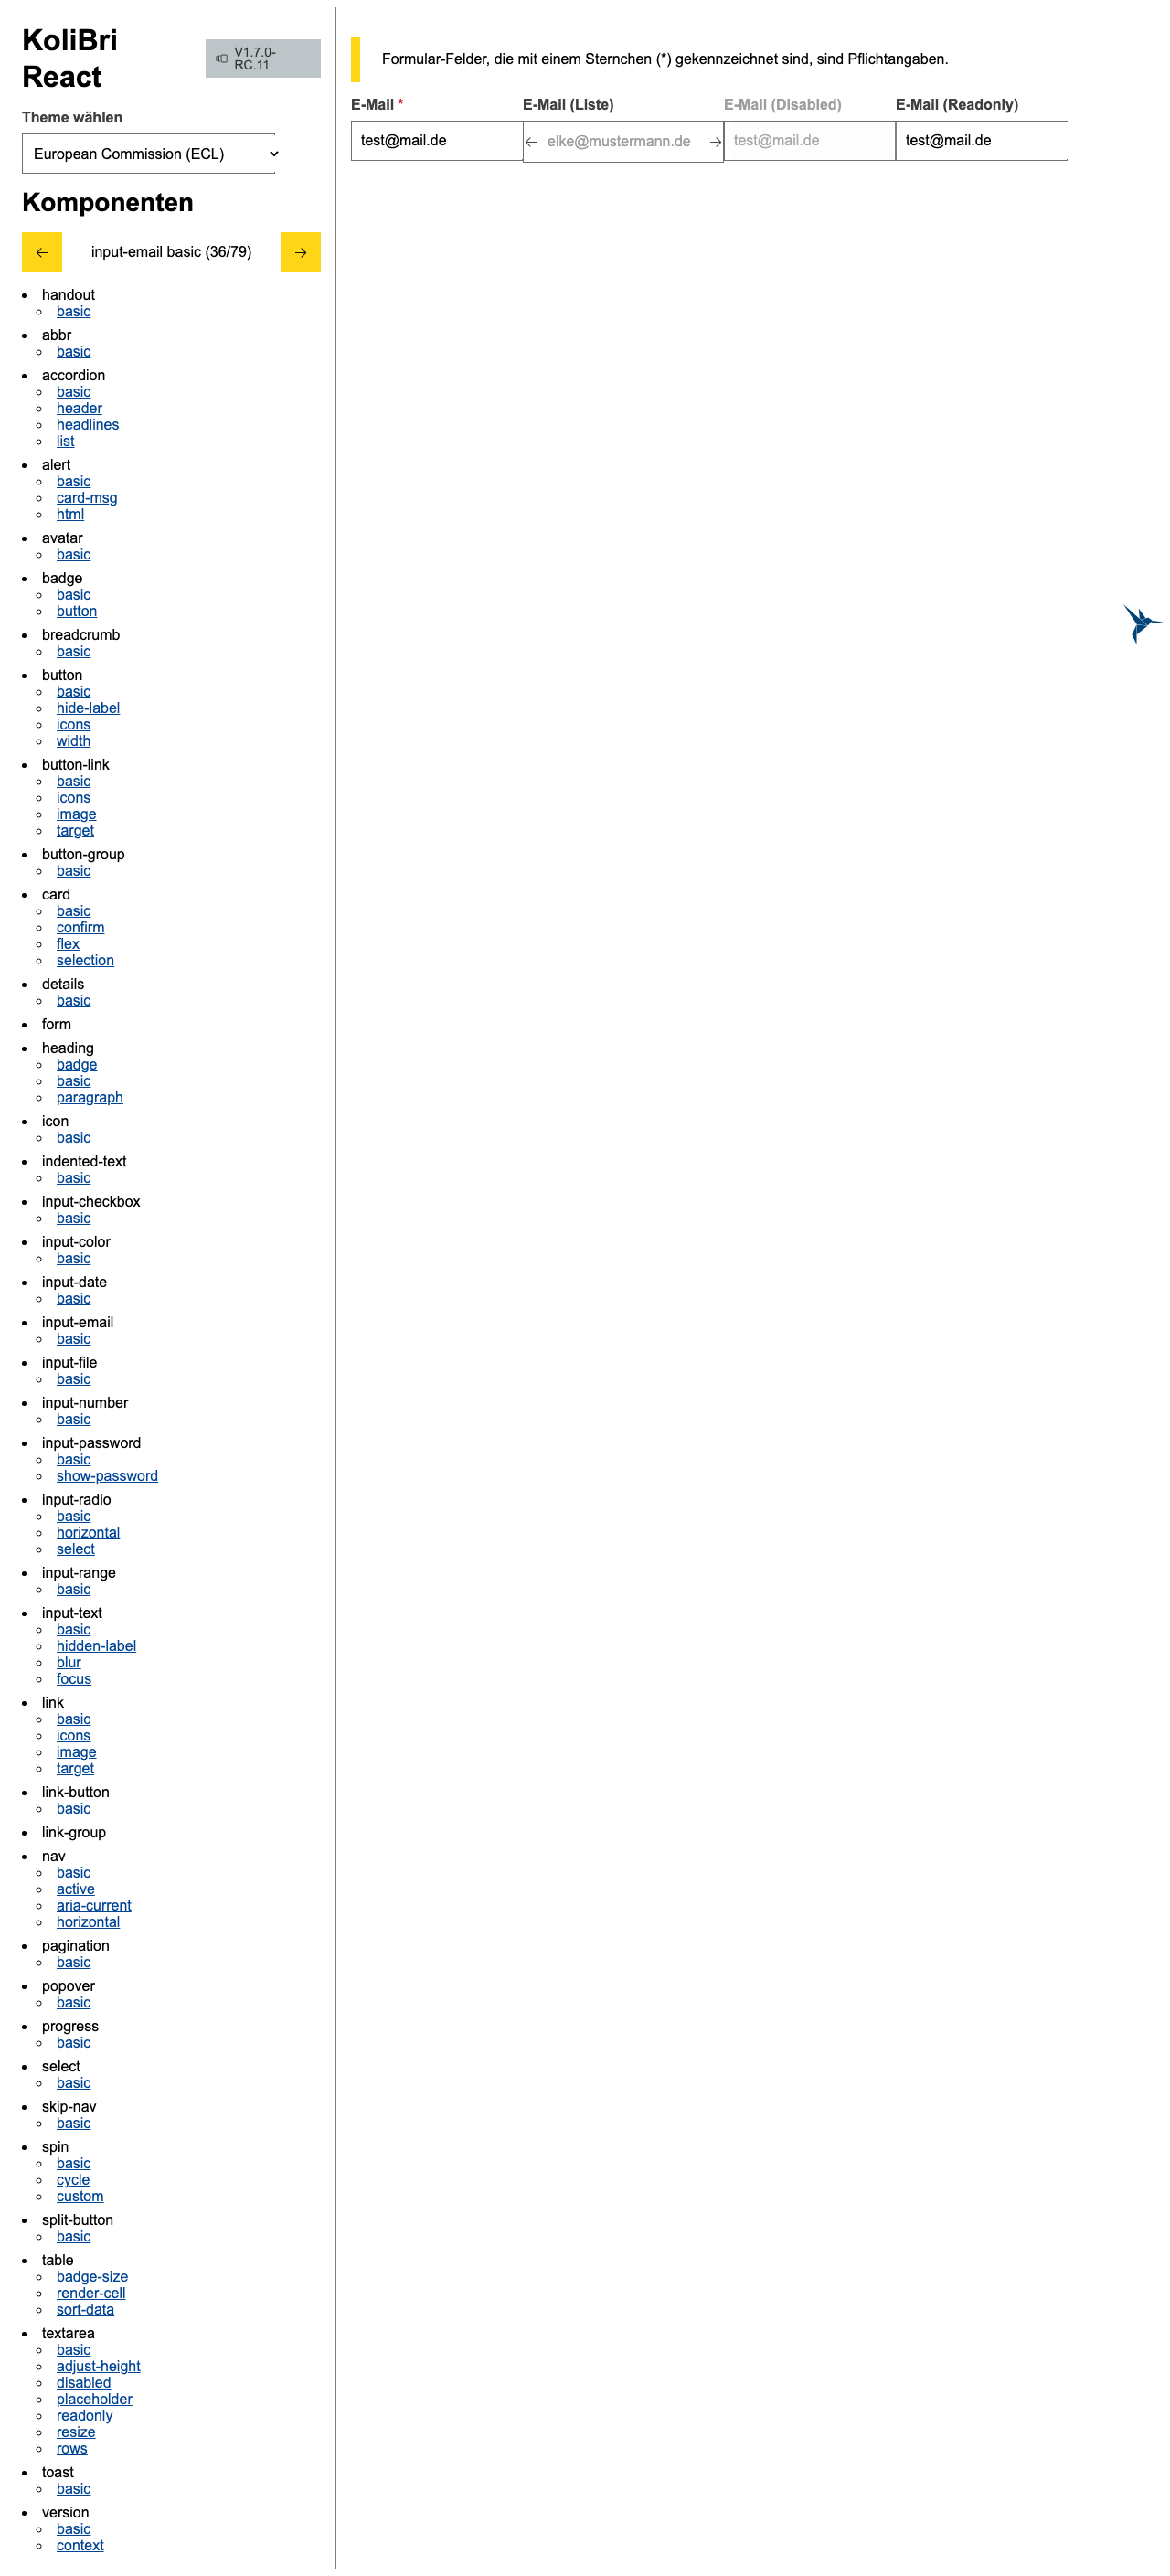 KoliBri
React
V1.7.0-
RC.11
Theme wählen
European Commission (ECL)
Komponenten
input-email basic (36/79)
handout
basic
abbr
basic
accordion
basic
header
headlines
list
alert
basic
card-msg
html
avatar
basic
badge
basic
button
breadcrumb
basic
button
basic
hide-label
icons
width
button-link
basic
icons
image
target
button-group
basic
card
basic
confirm
flex
selection
details
basic
form
heading
badge
basic
paragraph
icon
basic
indented-text
basic
input-checkbox
basic
input-color
basic
input-date
basic
input-email
basic
input-file
basic
input-number
basic
input-password
basic
show-password
input-radio
basic
horizontal
select
input-range
basic
input-text
basic
hidden-label
blur
focus
link
basic
icons
image
target
link-button
basic
link-group
nav
basic
active
aria-current
horizontal
pagination
basic
popover
basic
progress
basic
select
basic
skip-nav
basic
spin
basic
cycle
custom
split-button
basic
table
badge-size
render-cell
sort-data
textarea
basic
adjust-height
disabled
placeholder
readonly
resize
rows
toast
basic
version
basic
context
Formular-Felder, die mit einem Sternchen (*) gekennzeichnet sind, sind Pflichtangaben.
E-Mail * E-Mail (Liste) E-Mail (Disabled) E-Mail (Readonly)
test@mail.de elke@mustermann.de test@mail.de test@mail.de